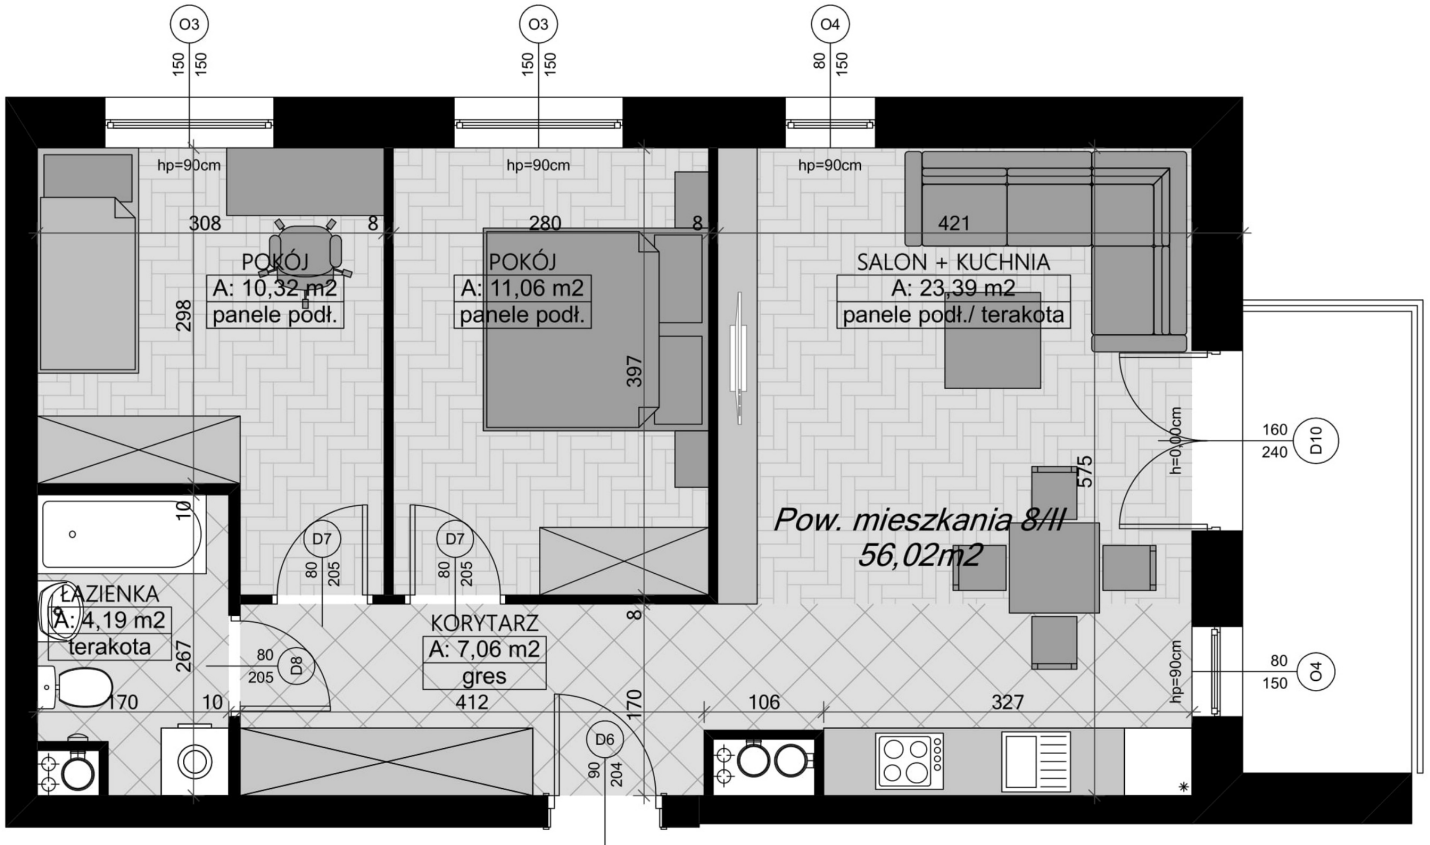 O3
O3
O4
150
150
150
150
80
150
hp=90cm
hp=90cm
hp=90cm
308
8
280
8
421
POKÓJ
A: 10,32 m2
panele podł.
POKÓJ
A: 11,06 m2
panele podł.
SALON + KUCHNIA
A: 23,39 m2
panele podł./ terakota
298
397
575
h=0,00cm
160
240
D10
Pow. mieszkania 8/II
56,02m2
10
D7
80
205
D7
80
205
ŁAZIENKA
A: 4,19 m2
terakota
267
KORYTARZ
A: 7,06 m2
gres
8
80
205
D8
hp=90cm
80
150
O4
170
10
412
170
106
327
D6
90
204
*